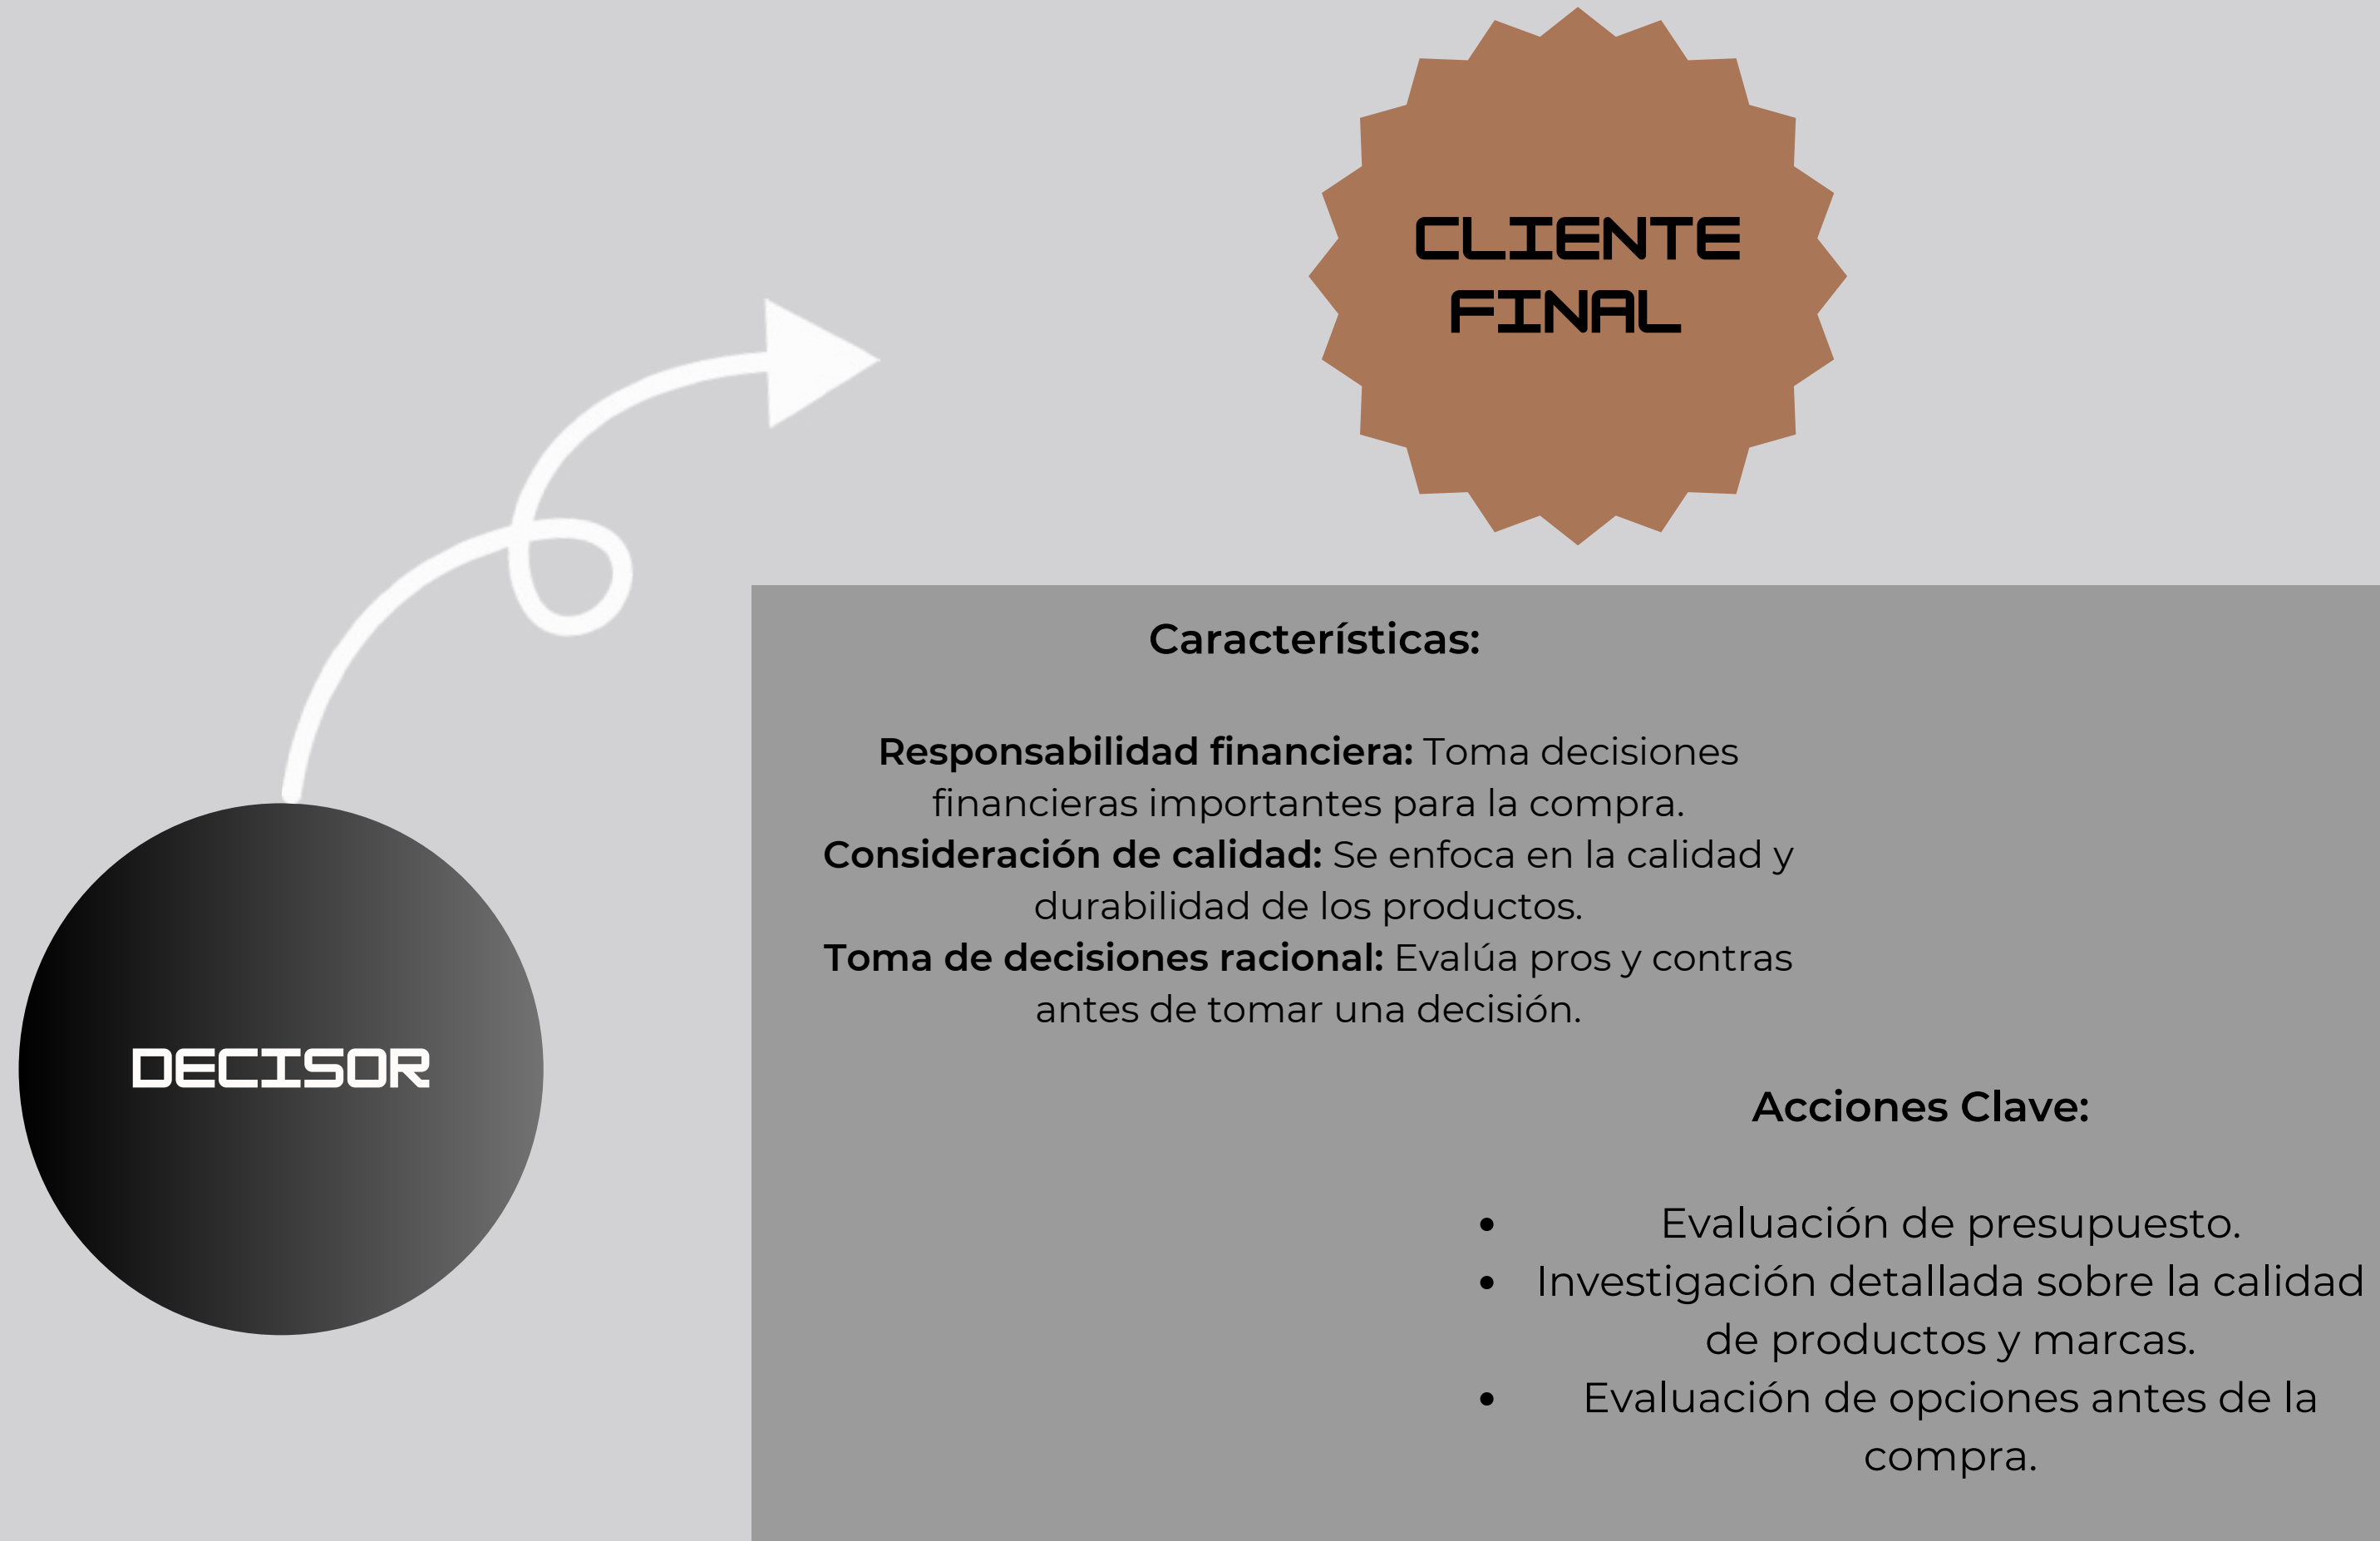 CLIENTE
FINAL
Características:
Responsabilidad financiera: Toma decisiones
financieras importantes para la compra.
Consideración de calidad: Se enfoca en la calidad y
durabilidad de los productos.
Toma de decisiones racional: Evalúa pros y contras
antes de tomar una decisión.
DECISOR
Acciones Clave:
• Evaluación de presupuesto.
• Investigación detallada sobre la calidad
de productos y marcas.
• Evaluación de opciones antes de la
compra.